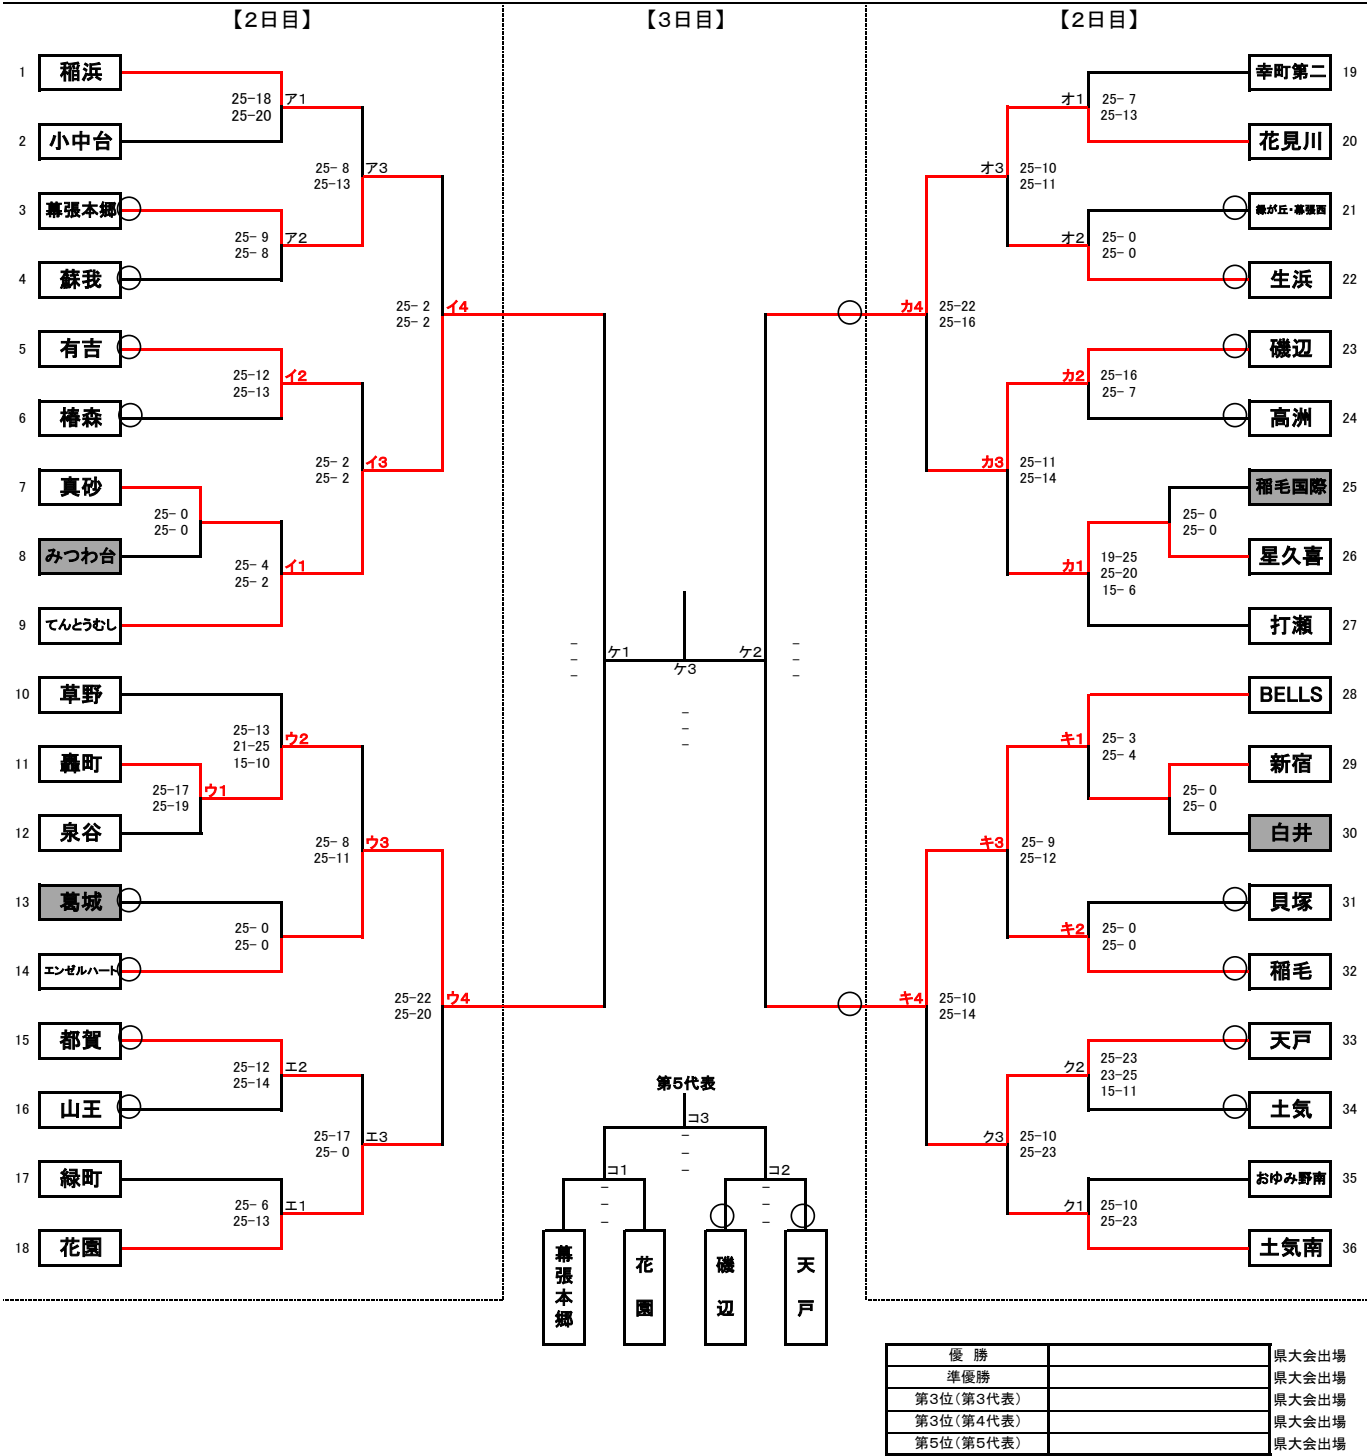 【2日目】
【3日目】
【2日目】
1 稲浜
25-18 ア1
25-20
2 小中台
25- 8 ア3
25-13
3 幕張本郷
25- 9 ア2
25- 8
4 蘇我
25- 2 イ4
25- 2
5 有吉
25-12 イ2
25-13
6 椿森
25- 2 イ3
25- 2
7 真砂
25- 0
25- 0
8 みつわ台
25- 4 イ1
25- 2
9 てんとうむし
10 草野
25-13
21-25 ウ2
15-10
11 轟町
25-17 ウ1
25-19
12 泉谷
25- 8 ウ3
25-11
13 葛城
25- 0
25- 0
14 エンゼルハート
25-22 ウ4
25-20
15 都賀
25-12 エ2
25-14
16 山王
25-17 エ3
25- 0
17 緑町
25- 6 エ1
25-13
18 花園
幸町第二 19
オ1 25- 7
25-13
花見川 20
オ3 25-10
25-11
緑が丘・幕張西 21
オ2 25- 0
25- 0
生浜 22
カ4 25-22
25-16
磯辺 23
カ2 25-16
25- 7
高洲 24
カ3 25-11
25-14
稲毛国際 25
25- 0
25- 0
星久喜 26
カ1 19-25
25-20
15- 6
打瀬 27
BELLS 28
キ1 25- 3
25- 4
新宿 29
25- 0
25- 0
白井 30
キ3 25- 9
25-12
貝塚 31
キ2 25- 0
25- 0
稲毛 32
キ4 25-10
25-14
天戸 33
ク2 25-23
23-25
15-11
土気 34
ク3 25-10
25-23
おゆみ野南 35
ク1 25-10
25-23
土気南 36
ケ1
ケ2
ケ3
-
-
-
-
-
-
-
-
-
第5代表
コ3
-
-
-
コ1
-
-
-
コ2
-
-
-
幕張本郷
花園
磯辺
天戸
優 勝 県大会出場
準優勝 県大会出場
第3位(第3代表) 県大会出場
第3位(第4代表) 県大会出場
第5位(第5代表) 県大会出場